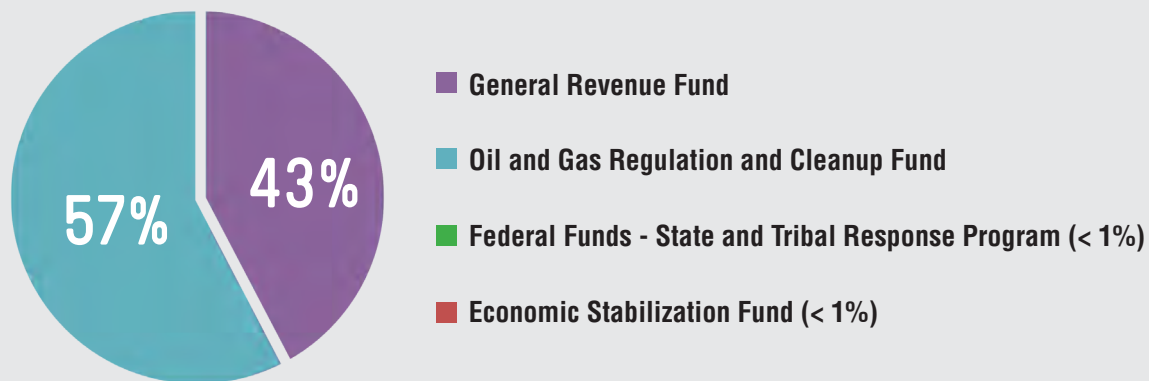 43%
57%
General Revenue Fund
Oil and Gas Regulation and Cleanup Fund
Federal Funds - State and Tribal Response Program (< 1%)
Economic Stabilization Fund (< 1%)